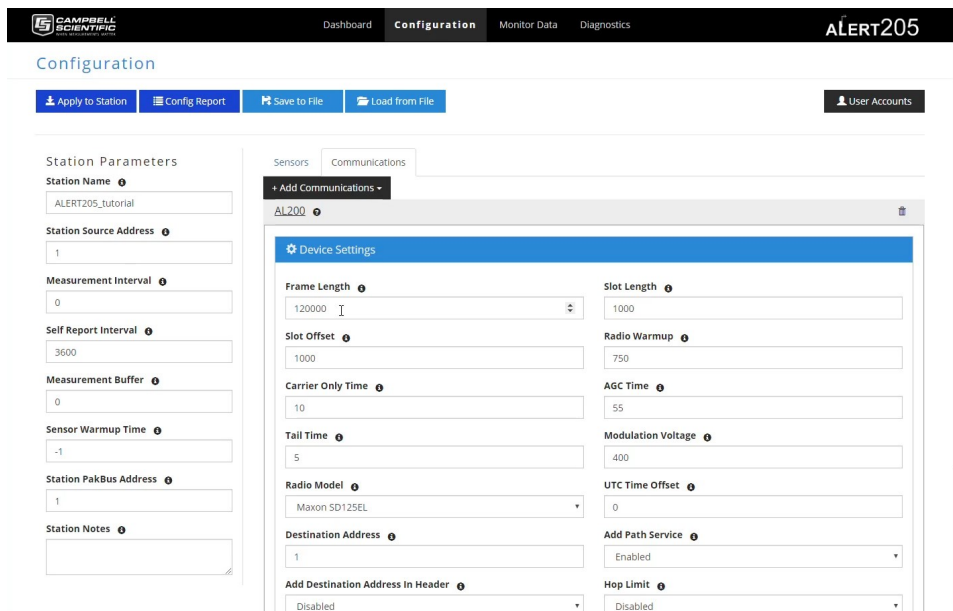 CAMPBELL SCIENTIFIC
WHEN MEASUREMENTS MATTER
Dashboard Configuration Monitor Data Diagnostics
ALERT205
Configuration
Apply to Station Config Report Save to File Load from File User Accounts
Station Parameters
Station Name
ALERT205_tutorial
Station Source Address
1
Measurement Interval
0
Self Report Interval
3600
Measurement Buffer
0
Sensor Warmup Time
-1
Station PakBus Address
1
Station Notes
Sensors Communications
+ Add Communications
AL200
Device Settings
Frame Length Slot Length
120000 1000
Slot Offset Radio Warmup
1000 750
Carrier Only Time AGC Time
10 55
Tail Time Modulation Voltage
5 400
Radio Model UTC Time Offset
Maxon SD125EL 0
Destination Address Add Path Service
1 Enabled
Add Destination Address In Header Hop Limit
Disabled Disabled